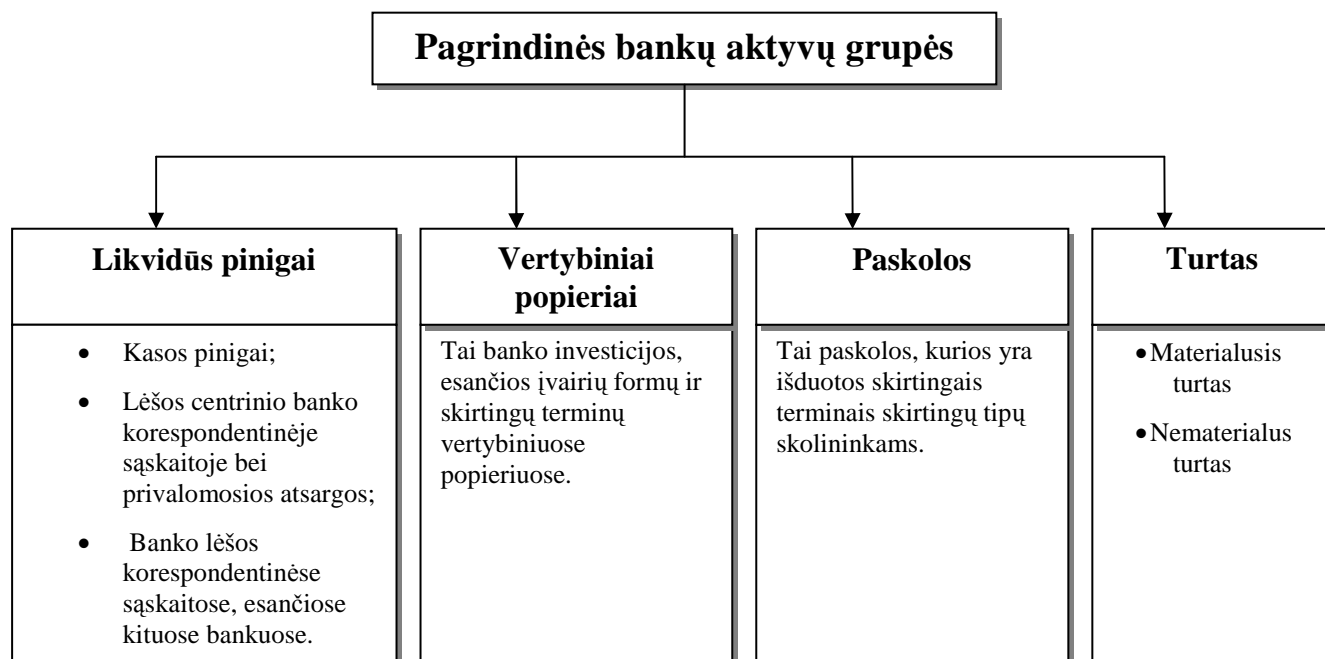 Pagrindinės bankų aktyvų grupės
Likvidūs pinigai
• Kasos pinigai;
• Lėšos centrinio banko
korespondentinėje
sąskaitoje bei
privalomosios atsargos;
• Banko lėšos
korespondentinėse
sąskaitose, esančiose
kituose bankuose.
Vertybiniai
popieriai
Tai banko investicijos,
esančios įvairių formų ir
skirtingų terminų
vertybiniuose
popieriuose.
Paskolos
Tai paskolos, kurios yra
išduotos skirtingais
terminais skirtingų tipų
skolininkams.
Turtas
•Materialusis
turtas
•Nematerialus
turtas